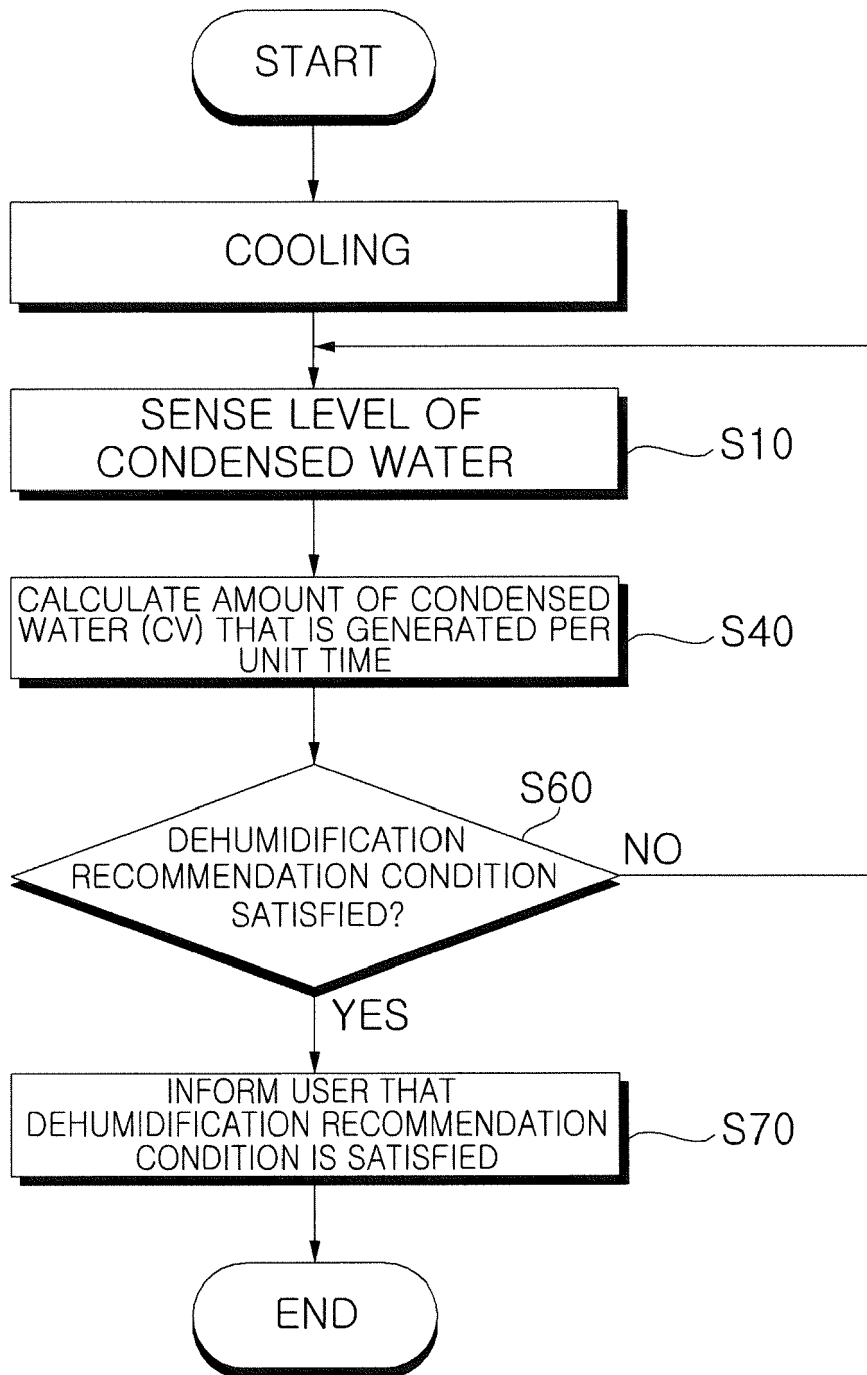 START
COOLING
SENSE LEVEL OF
CONDENSED WATER
S10
CALCULATE AMOUNT OF CONDENSED
WATER (CV) THAT IS GENERATED PER
UNIT TIME
S40
S60
DEHUMIDIFICATION
RECOMMENDATION CONDITION
SATISFIED?
NO
YES
INFORM USER THAT
DEHUMIDIFICATION RECOMMENDATION
CONDITION IS SATISFIED
S70
END